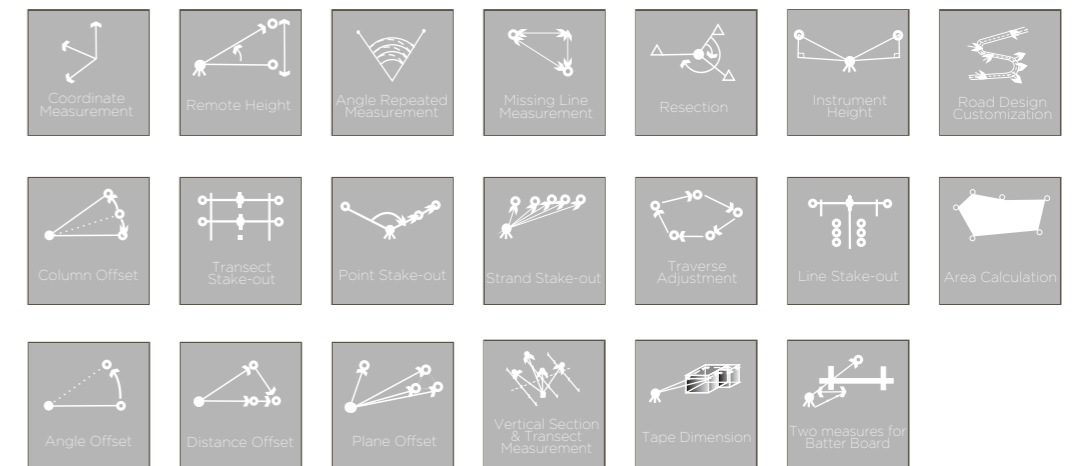 Coordinate
Measurement
Remote Height
Angle Repeated
Measurement
Missing Line
Measurement
Resection
Instrument
Height
Road Design
Customization
Column Offset
Transect
Stake-out
Point Stake-out
Strand Stake-out
Traverse
Adjustment
Line Stake-out
Area Calculation
Angle Offset
Distance Offset
Plane Offset
Vertical Section
& Transect
Measurement
Tape Dimension
Two measures for
Batter Board